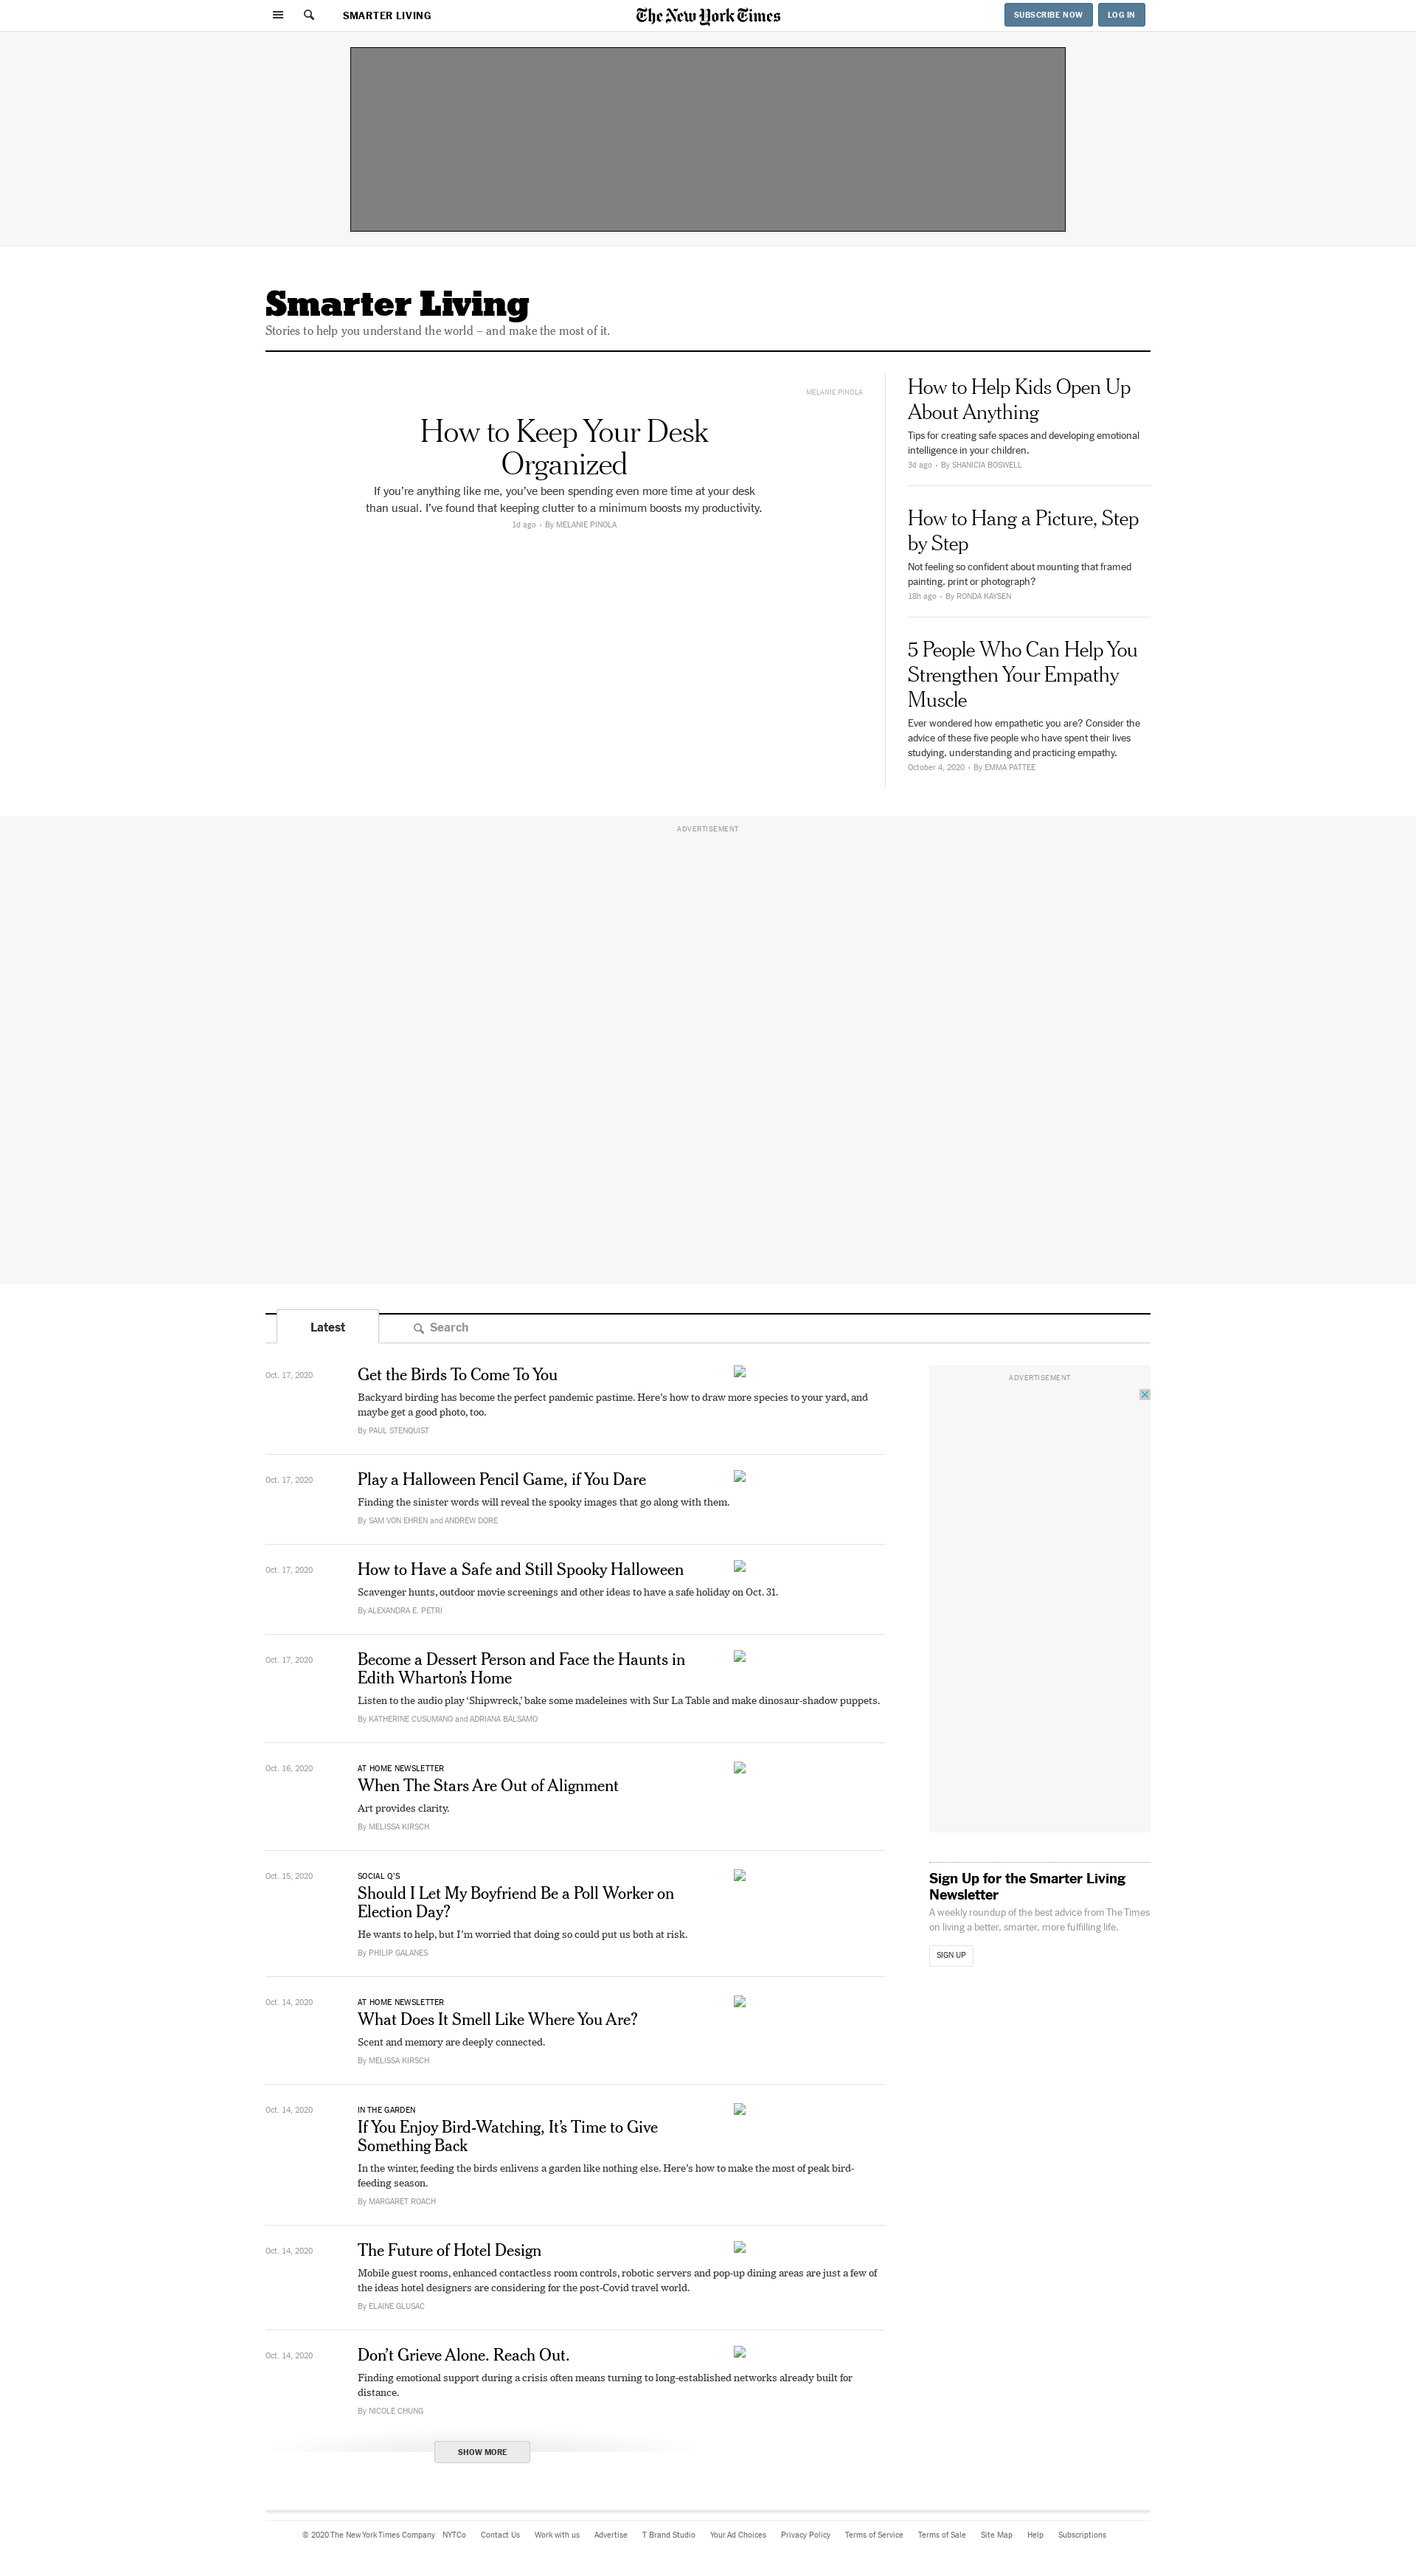 SMARTER LIVING
The New York Times
SUBSCRIBE NOW
LOG IN
Smarter Living
Stories to help you understand the world – and make the most of it.
MELANIE PINOLA
How to Keep Your Desk
Organized
If you’re anything like me, you’ve been spending even more time at your desk
than usual. I’ve found that keeping clutter to a minimum boosts my productivity.
1d ago • By MELANIE PINOLA
How to Help Kids Open Up
About Anything
Tips for creating safe spaces and developing emotional
intelligence in your children.
3d ago • By SHANICIA BOSWELL
How to Hang a Picture, Step
by Step
Not feeling so confident about mounting that framed
painting, print or photograph?
18h ago • By RONDA KAYSEN
5 People Who Can Help You
Strengthen Your Empathy
Muscle
Ever wondered how empathetic you are? Consider the
advice of these five people who have spent their lives
studying, understanding and practicing empathy.
October 4, 2020 • By EMMA PATTEE
ADVERTISEMENT
Latest
Search
Oct. 17, 2020
Get the Birds To Come To You
Backyard birding has become the perfect pandemic pastime. Here’s how to draw more species to your yard, and
maybe get a good photo, too.
By PAUL STENQUIST
Oct. 17, 2020
Play a Halloween Pencil Game, if You Dare
Finding the sinister words will reveal the spooky images that go along with them.
By SAM VON EHREN and ANDREW DORE
Oct. 17, 2020
How to Have a Safe and Still Spooky Halloween
Scavenger hunts, outdoor movie screenings and other ideas to have a safe holiday on Oct. 31.
By ALEXANDRA E. PETRI
Oct. 17, 2020
Become a Dessert Person and Face the Haunts in
Edith Wharton’s Home
Listen to the audio play ‘Shipwreck,’ bake some madeleines with Sur La Table and make dinosaur-shadow puppets.
By KATHERINE CUSUMANO and ADRIANA BALSAMO
Oct. 16, 2020
AT HOME NEWSLETTER
When The Stars Are Out of Alignment
Art provides clarity.
By MELISSA KIRSCH
Oct. 15, 2020
SOCIAL Q’S
Should I Let My Boyfriend Be a Poll Worker on
Election Day?
He wants to help, but I’m worried that doing so could put us both at risk.
By PHILIP GALANES
Oct. 14, 2020
AT HOME NEWSLETTER
What Does It Smell Like Where You Are?
Scent and memory are deeply connected.
By MELISSA KIRSCH
Oct. 14, 2020
IN THE GARDEN
If You Enjoy Bird-Watching, It’s Time to Give
Something Back
In the winter, feeding the birds enlivens a garden like nothing else. Here’s how to make the most of peak bird-
feeding season.
By MARGARET ROACH
Oct. 14, 2020
The Future of Hotel Design
Mobile guest rooms, enhanced contactless room controls, robotic servers and pop-up dining areas are just a few of
the ideas hotel designers are considering for the post-Covid travel world.
By ELAINE GLUSAC
Oct. 14, 2020
Don’t Grieve Alone. Reach Out.
Finding emotional support during a crisis often means turning to long-established networks already built for
distance.
By NICOLE CHUNG
SHOW MORE
ADVERTISEMENT
Sign Up for the Smarter Living
Newsletter
A weekly roundup of the best advice from The Times
on living a better, smarter, more fulfilling life.
SIGN UP
© 2020 The New York Times Company NYTCo Contact Us Work with us Advertise T Brand Studio Your Ad Choices Privacy Policy Terms of Service Terms of Sale Site Map Help Subscriptions